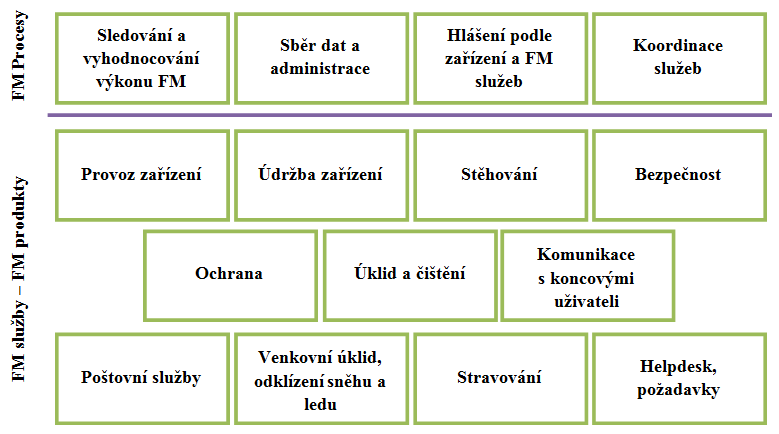 FM Procesy
Sledování a
vyhodnocování
výkonu FM
Sběr dat a
administrace
Hlášení podle
zařízení a FM
služeb
Koordinace
služeb
FM služby – FM produkty
Provoz zařízení
Údržba zařízení
Stěhování
Bezpečnost
Ochrana
Úklid a čištění
Komunikace
s koncovými
uživateli
Poštovní služby
Venkovní úklid,
odklízení sněhu a
ledu
Stravování
Helpdesk,
požadavky